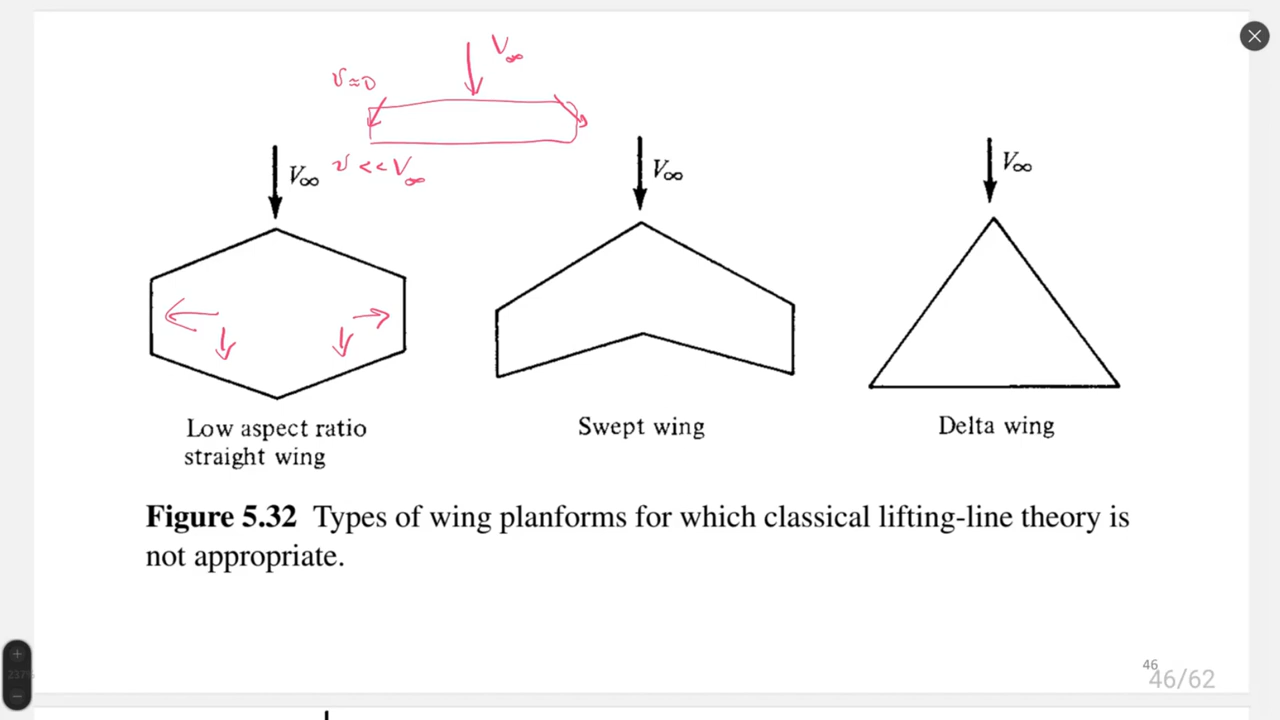 V∞
v≈0
V∞
v << V∞
V∞
V∞
Low aspect ratio
straight wing
Swept wing
Delta wing
Figure 5.32 Types of wing planforms for which classical lifting-line theory is
not appropriate.
46
46/62
237%